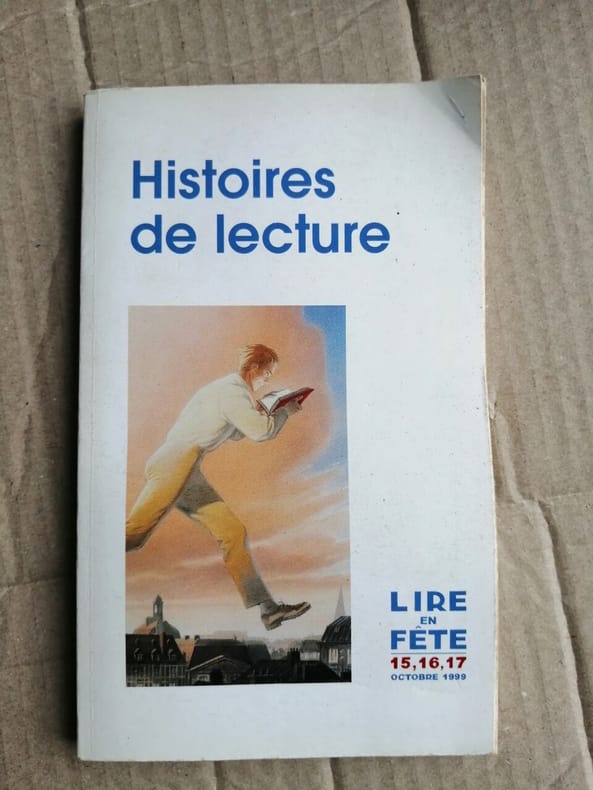 Histoires
de lecture
LIRE
EN
FÊTE
15,16,17
OCTOBRE 1999